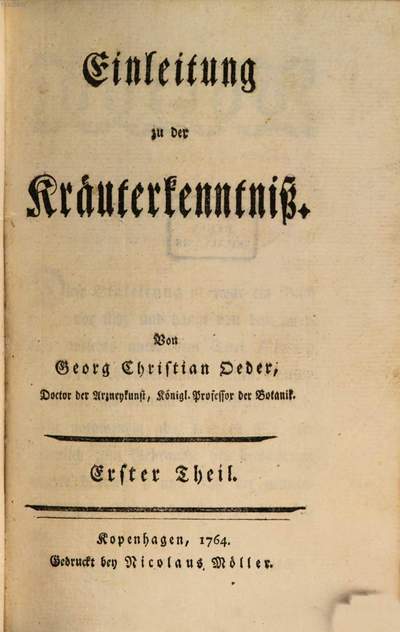 Einleitung
zu der
Kräuterkenntniß.
Von
Georg Christian Oeder,
Doctor der Arzneykunst, Königl. Professor der Botanik.
Erster Theil.
Kopenhagen, 1764.
Gedruckt bey Nicolaus Möller.